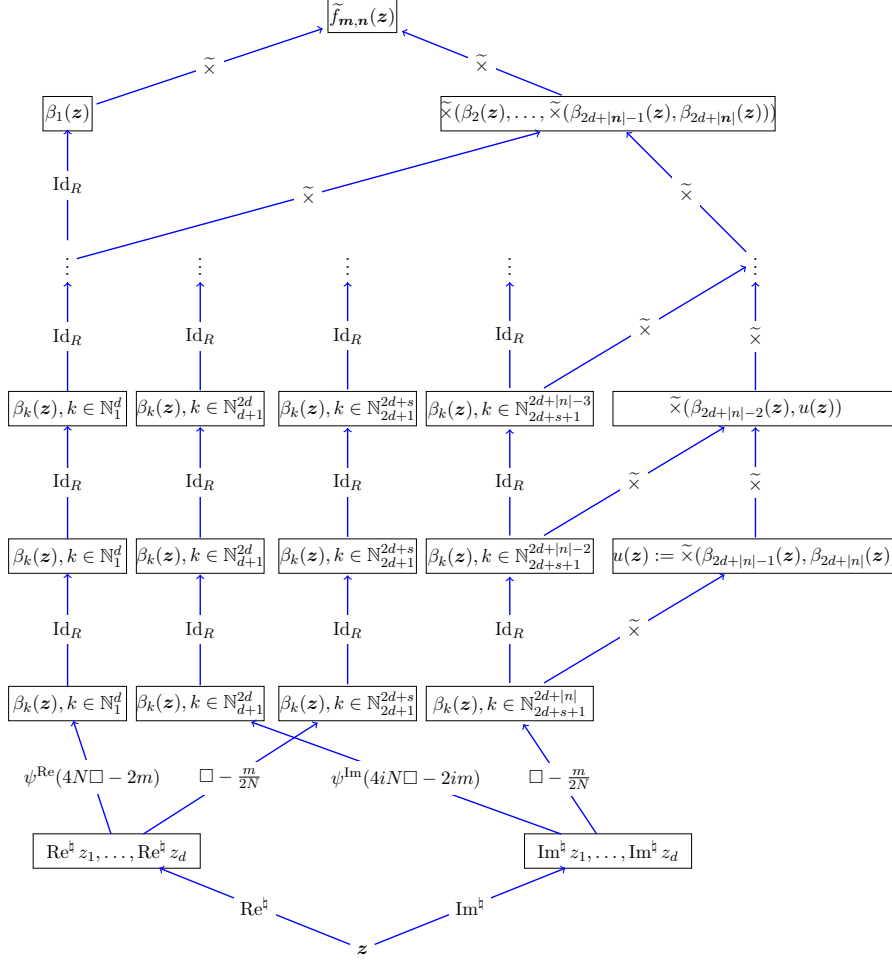 f̃_{m,n}(z)
×̃ ×̃
β₁(z) ×̃(β₂(z), …, ×̃(β_{2d+|n|−1}(z), β_{2d+|n|}(z)))
Id_R ×̃ ×̃
⋮ ⋮ ⋮ ⋮ ⋮
Id_R Id_R Id_R Id_R ×̃ ×̃
β_k(z), k ∈ ℕ_1^d β_k(z), k ∈ ℕ_{d+1}^{2d} β_k(z), k ∈ ℕ_{2d+1}^{2d+s} β_k(z), k ∈ ℕ_{2d+s+1}^{2d+|n|−3} ×̃(β_{2d+|n|−2}(z), u(z))
Id_R Id_R Id_R Id_R ×̃ ×̃
β_k(z), k ∈ ℕ_1^d β_k(z), k ∈ ℕ_{d+1}^{2d} β_k(z), k ∈ ℕ_{2d+1}^{2d+s} β_k(z), k ∈ ℕ_{2d+s+1}^{2d+|n|−2} u(z) := ×̃(β_{2d+|n|−1}(z), β_{2d+|n|}(z)
Id_R Id_R Id_R Id_R ×̃
β_k(z), k ∈ ℕ_1^d β_k(z), k ∈ ℕ_{d+1}^{2d} β_k(z), k ∈ ℕ_{2d+1}^{2d+s} β_k(z), k ∈ ℕ_{2d+s+1}^{2d+|n|}
ψ^{Re}(4N□ − 2m) □ − m/2N ψ^{Im}(4iN□ − 2im) □ − m/2N
Re^♮ z₁, …, Re^♮ z_d Im^♮ z₁, …, Im^♮ z_d
Re^♮ Im^♮
z